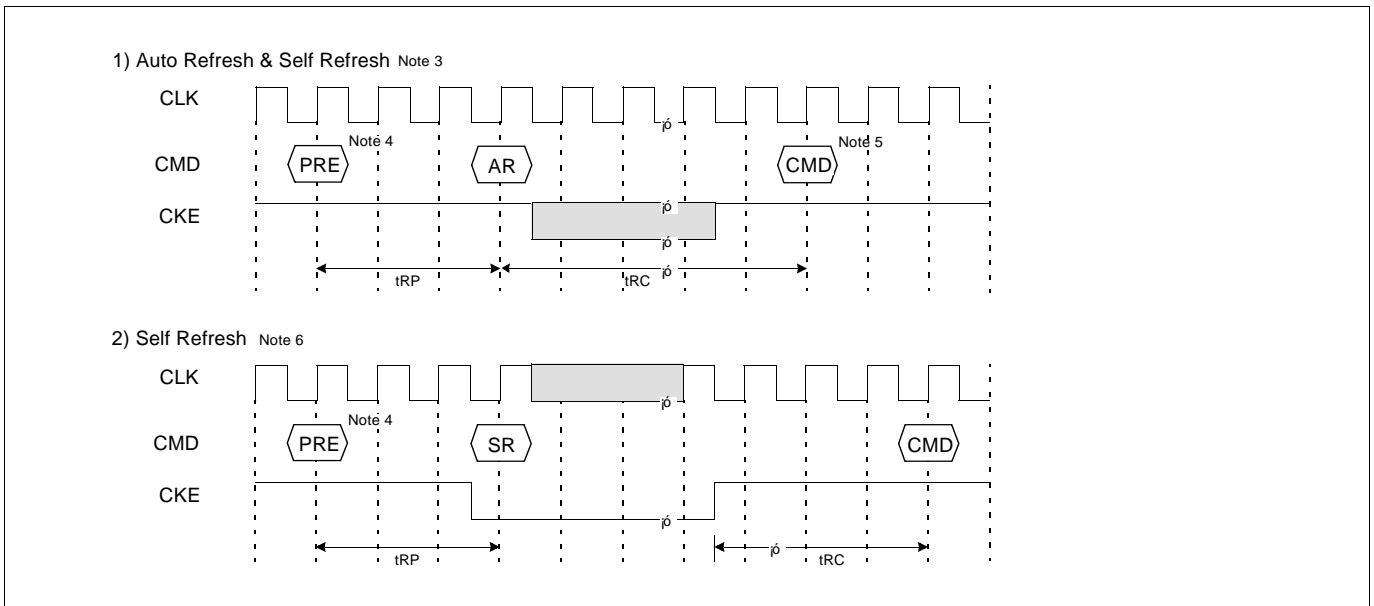 1) Auto Refresh & Self Refresh Note 3
CLK
¡ó
CMD
PRE
Note 4
AR
CMD
Note 5
CKE
¡ó
¡ó
tRP
tRC
¡ó
2) Self Refresh Note 6
CLK
¡ó
CMD
PRE
Note 4
SR
CMD
CKE
¡ó
tRP
¡ó
tRC